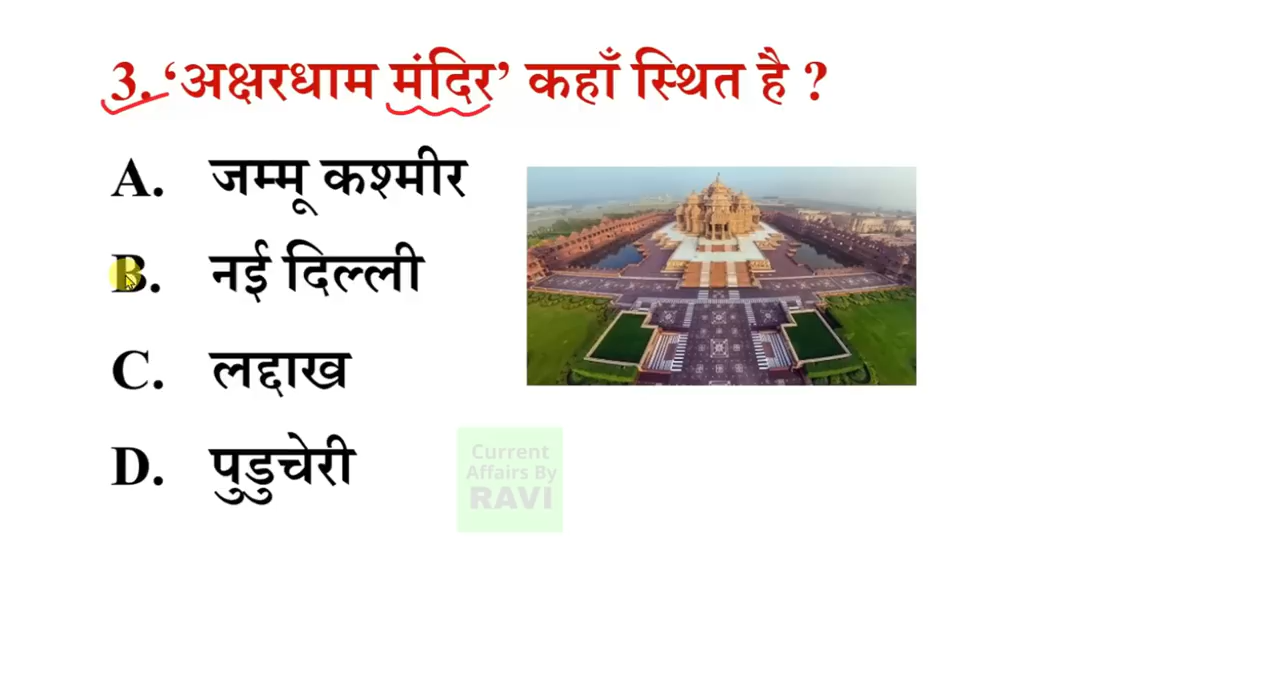 3. ‘अक्षरधाम मंदिर’ कहाँ स्थित है ?
A. जम्मू कश्मीर
B. नई दिल्ली
C. लद्दाख
D. पुडुचेरी
Current
Affairs By
RAVI